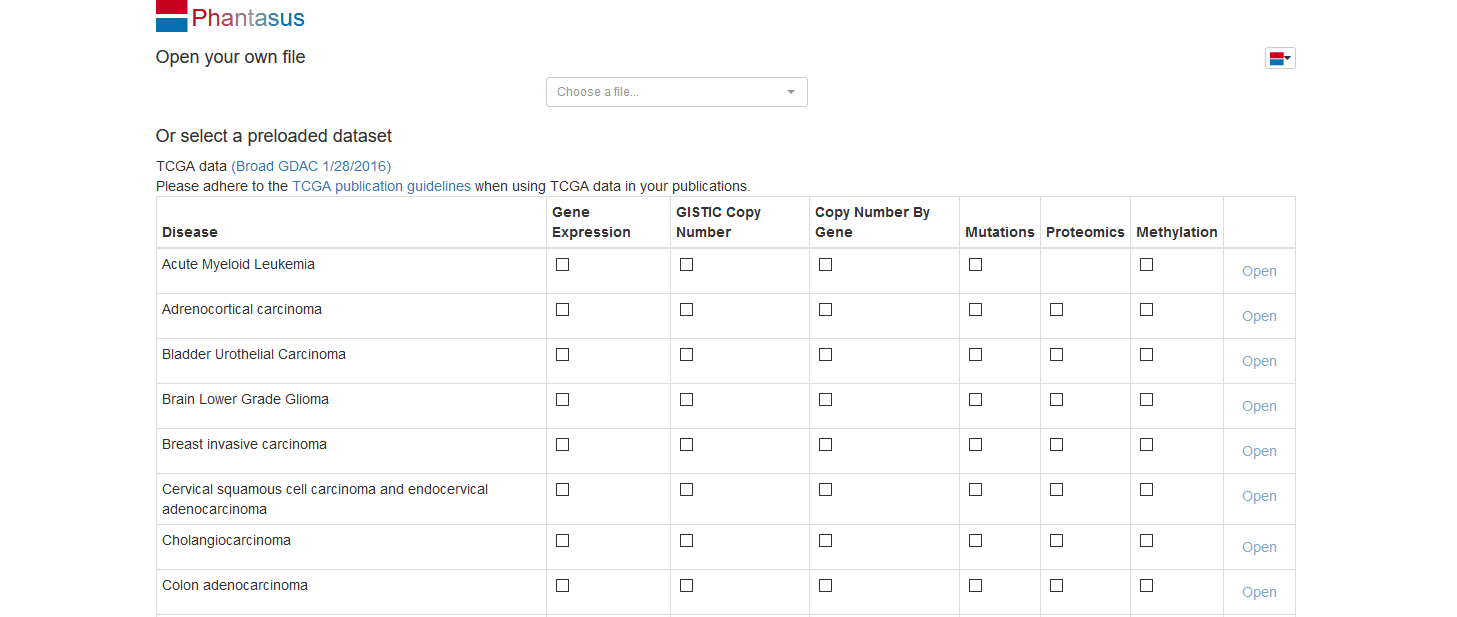 Phantasus
Open your own file
Choose a file...
Or select a preloaded dataset
TCGA data (Broad GDAC 1/28/2016)
Please adhere to the TCGA publication guidelines when using TCGA data in your publications.
Disease Gene Expression GISTIC Copy Number Copy Number By Gene Mutations Proteomics Methylation
Acute Myeloid Leukemia Open
Adrenocortical carcinoma Open
Bladder Urothelial Carcinoma Open
Brain Lower Grade Glioma Open
Breast invasive carcinoma Open
Cervical squamous cell carcinoma and endocervical adenocarcinoma Open
Cholangiocarcinoma Open
Colon adenocarcinoma Open